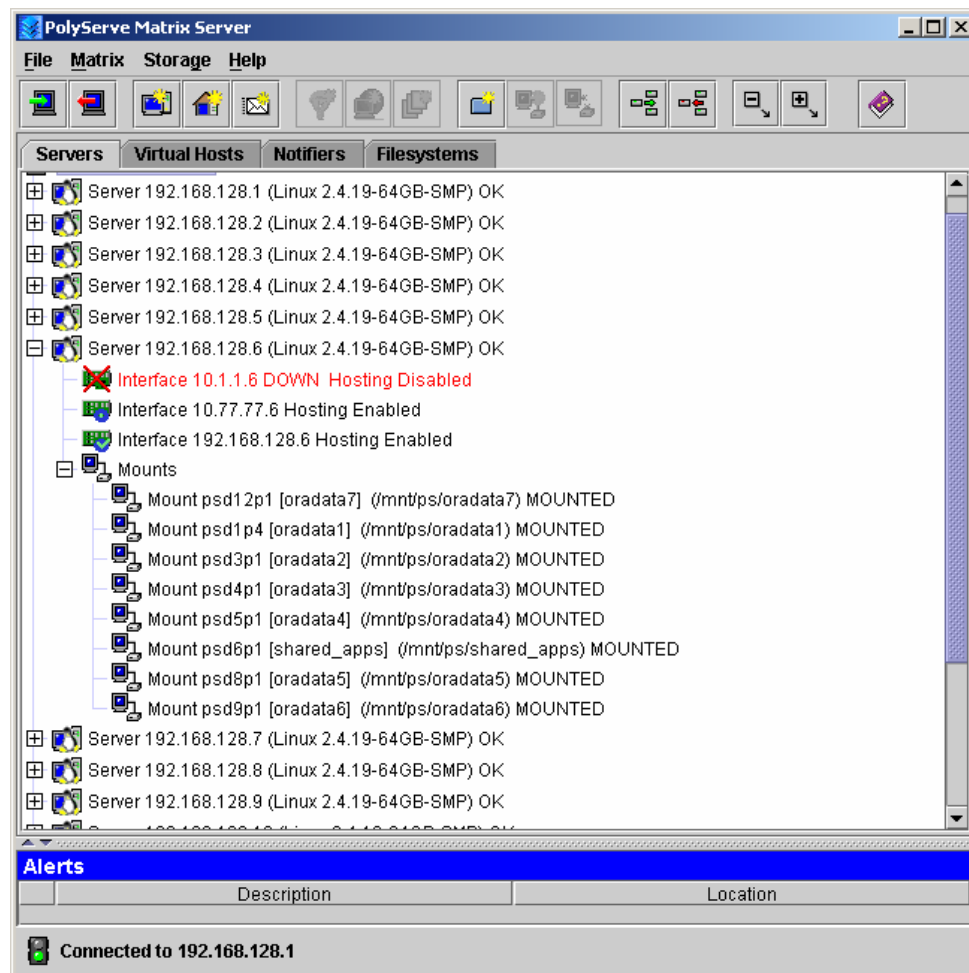 PolyServe Matrix Server
File Matrix Storage Help
Servers Virtual Hosts Notifiers Filesystems
Server 192.168.128.1 (Linux 2.4.19-64GB-SMP) OK
Server 192.168.128.2 (Linux 2.4.19-64GB-SMP) OK
Server 192.168.128.3 (Linux 2.4.19-64GB-SMP) OK
Server 192.168.128.4 (Linux 2.4.19-64GB-SMP) OK
Server 192.168.128.5 (Linux 2.4.19-64GB-SMP) OK
Server 192.168.128.6 (Linux 2.4.19-64GB-SMP) OK
Interface 10.1.1.6 DOWN Hosting Disabled
Interface 10.77.77.6 Hosting Enabled
Interface 192.168.128.6 Hosting Enabled
Mounts
Mount psd12p1 [oradata7] (/mnt/ps/oradata7) MOUNTED
Mount psd1p4 [oradata1] (/mnt/ps/oradata1) MOUNTED
Mount psd3p1 [oradata2] (/mnt/ps/oradata2) MOUNTED
Mount psd4p1 [oradata3] (/mnt/ps/oradata3) MOUNTED
Mount psd5p1 [oradata4] (/mnt/ps/oradata4) MOUNTED
Mount psd6p1 [shared_apps] (/mnt/ps/shared_apps) MOUNTED
Mount psd8p1 [oradata5] (/mnt/ps/oradata5) MOUNTED
Mount psd9p1 [oradata6] (/mnt/ps/oradata6) MOUNTED
Server 192.168.128.7 (Linux 2.4.19-64GB-SMP) OK
Server 192.168.128.8 (Linux 2.4.19-64GB-SMP) OK
Server 192.168.128.9 (Linux 2.4.19-64GB-SMP) OK
Alerts
Description Location
Connected to 192.168.128.1